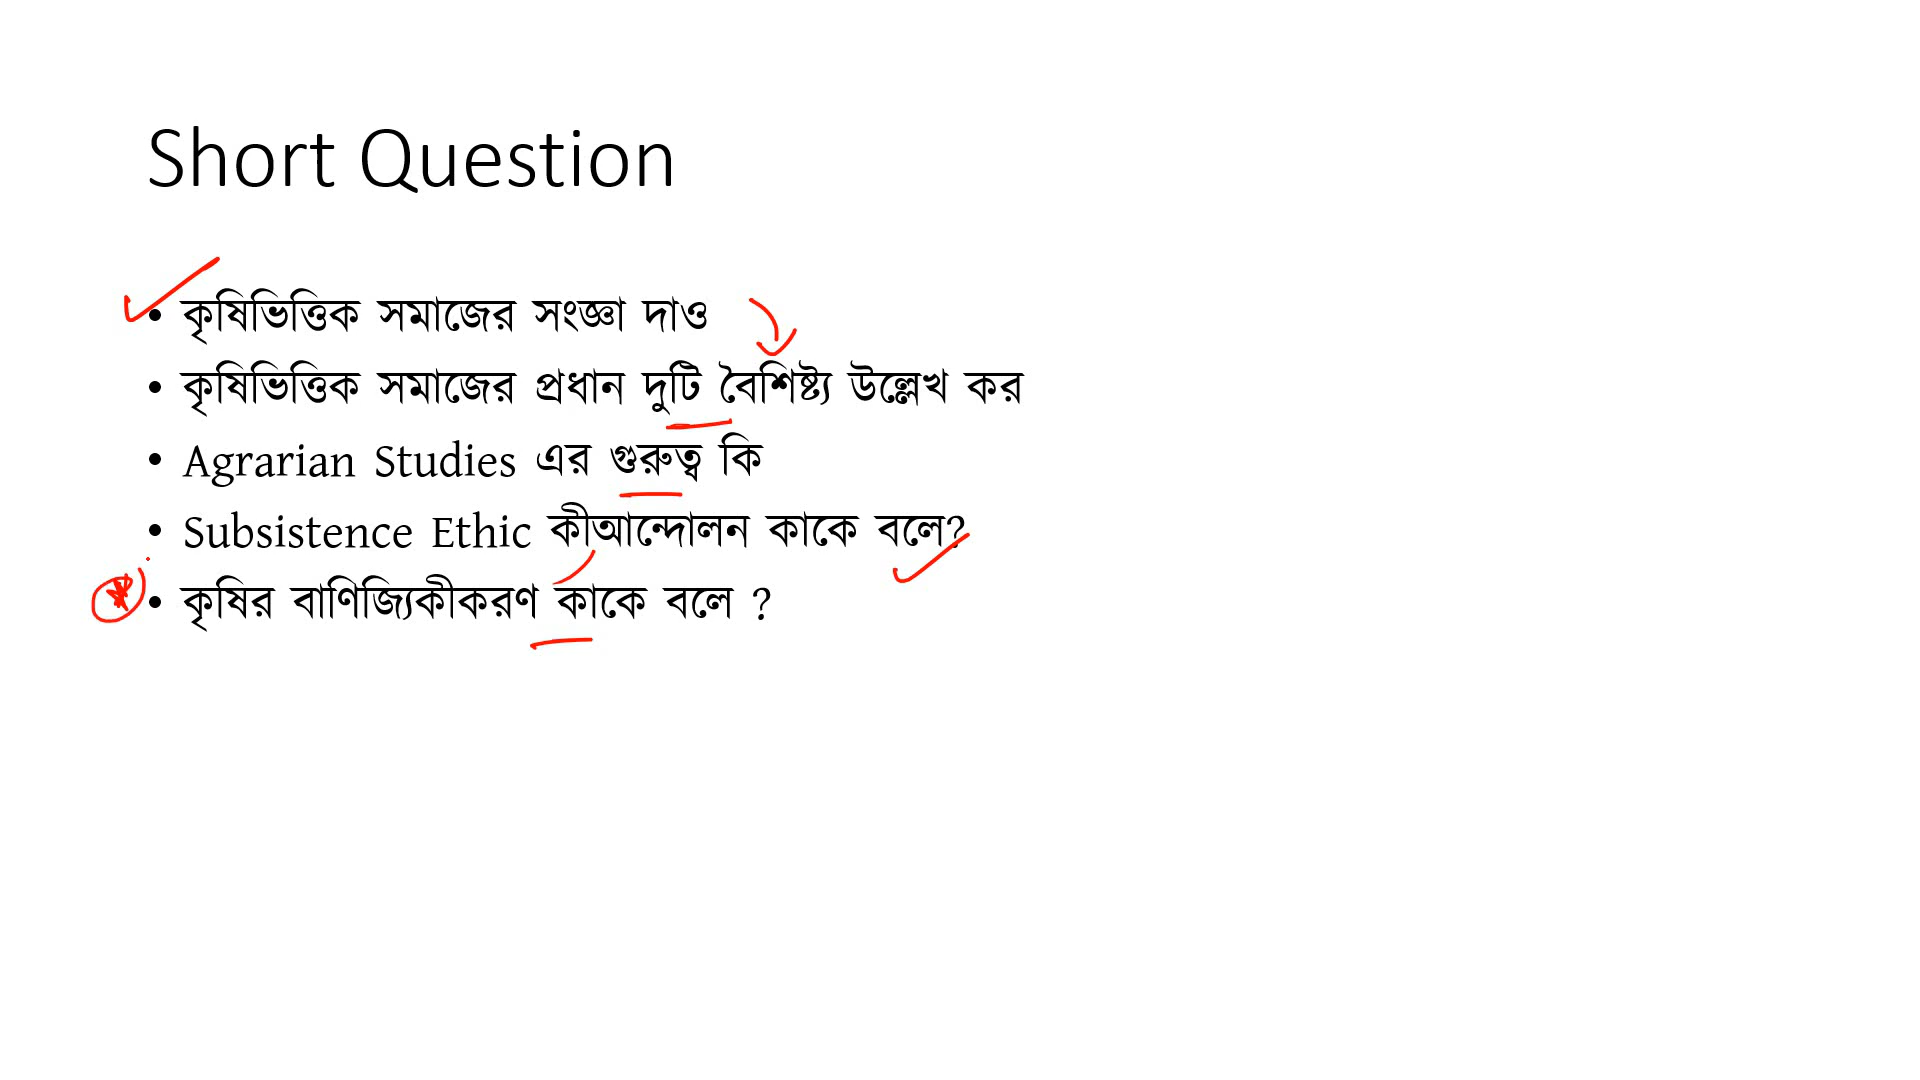 Short Question
• কৃষিভিত্তিক সমাজের সংজ্ঞা দাও
• কৃষিভিত্তিক সমাজের প্রধান দুটি বৈশিষ্ট্য উল্লেখ কর
• Agrarian Studies এর গুরুত্ব কি
• Subsistence Ethic কীআন্দোলন কাকে বলে?
• কৃষির বাণিজ্যিকীকরণ কাকে বলে ?